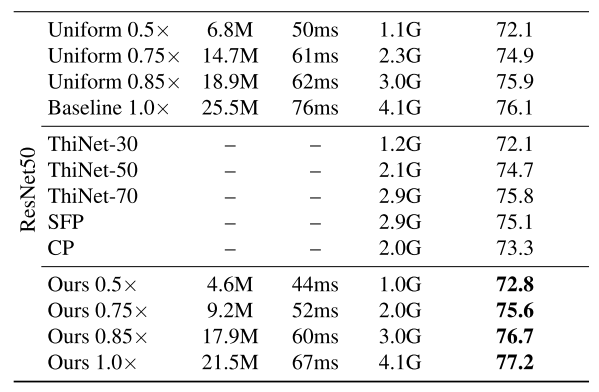 Uniform 0.5× 6.8M 50ms 1.1G 72.1
Uniform 0.75× 14.7M 61ms 2.3G 74.9
Uniform 0.85× 18.9M 62ms 3.0G 75.9
Baseline 1.0× 25.5M 76ms 4.1G 76.1
ResNet50
ThiNet-30 – – 1.2G 72.1
ThiNet-50 – – 2.1G 74.7
ThiNet-70 – – 2.9G 75.8
SFP – – 2.9G 75.1
CP – – 2.0G 73.3
Ours 0.5× 4.6M 44ms 1.0G 72.8
Ours 0.75× 9.2M 52ms 2.0G 75.6
Ours 0.85× 17.9M 60ms 3.0G 76.7
Ours 1.0× 21.5M 67ms 4.1G 77.2